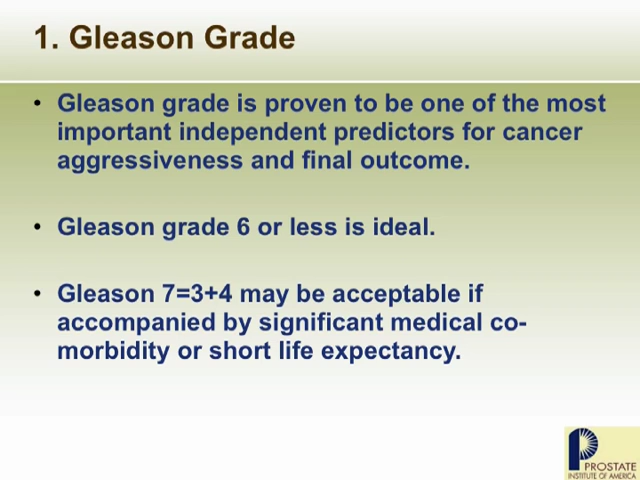 1. Gleason Grade
• Gleason grade is proven to be one of the most
important independent predictors for cancer
aggressiveness and final outcome.
• Gleason grade 6 or less is ideal.
• Gleason 7=3+4 may be acceptable if
accompanied by significant medical co-
morbidity or short life expectancy.
PROSTATE
INSTITUTE OF AMERICA